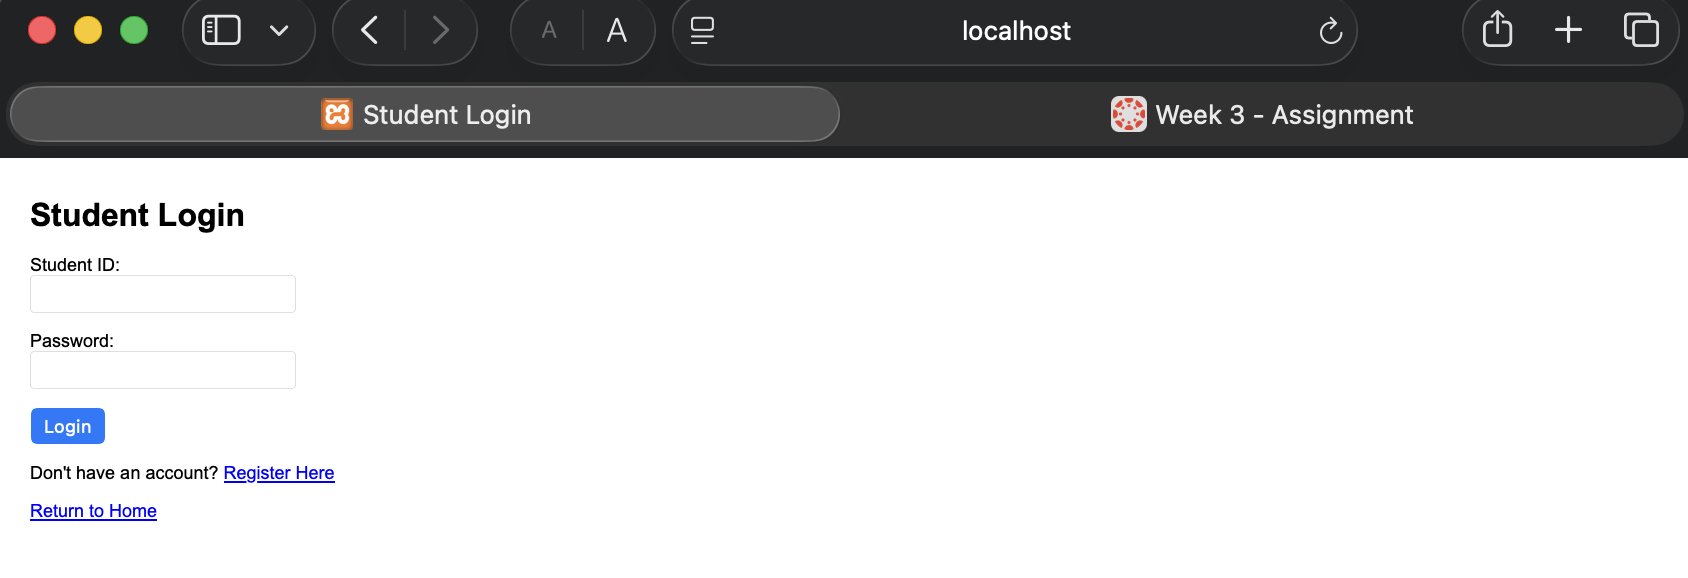 A A
localhost
Student Login
Week 3 - Assignment
Student Login
Student ID:
Password:
Login
Don't have an account? Register Here
Return to Home